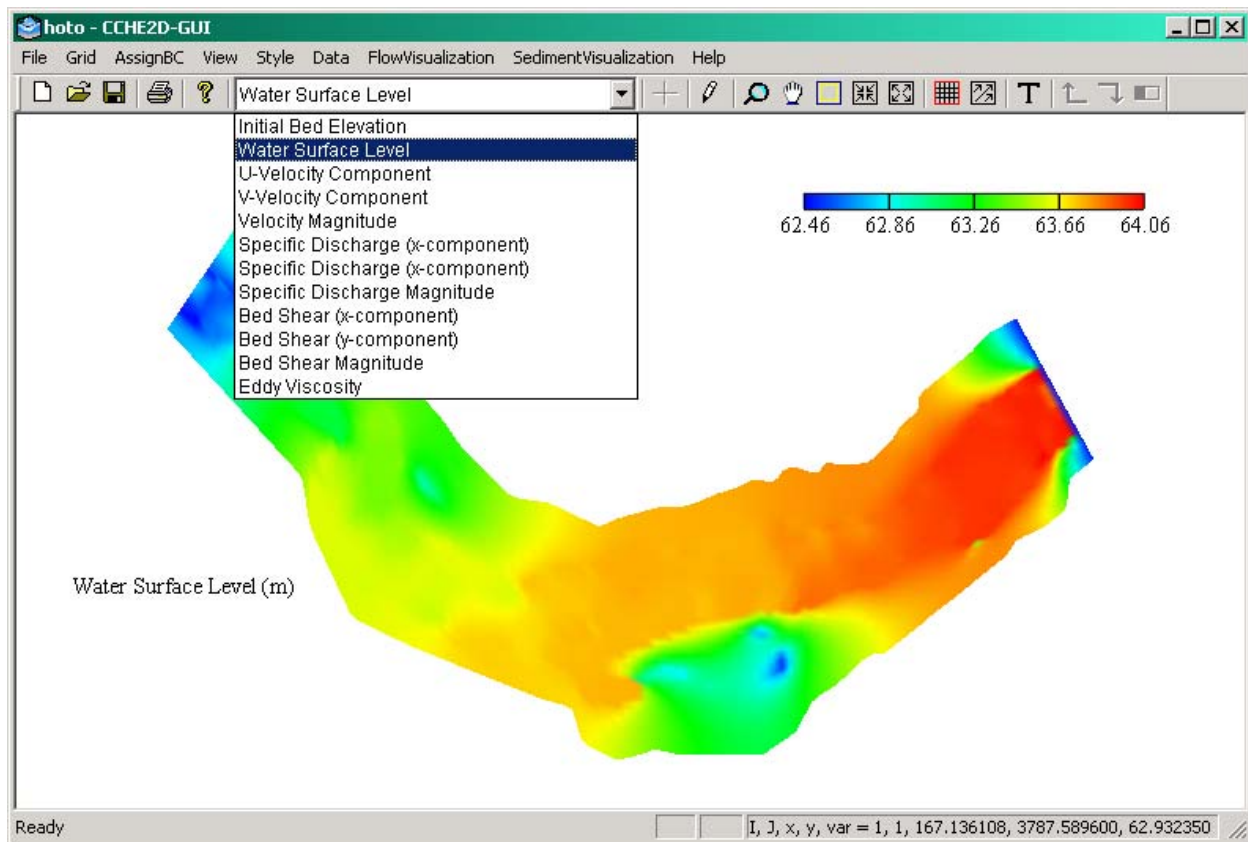 hoto - CCHE2D-GUI
File Grid AssignBC View Style Data FlowVisualization SedimentVisualization Help
Water Surface Level
T
Initial Bed Elevation
Water Surface Level
U-Velocity Component
V-Velocity Component
Velocity Magnitude
Specific Discharge (x-component)
Specific Discharge (x-component)
Specific Discharge Magnitude
Bed Shear (x-component)
Bed Shear (y-component)
Bed Shear Magnitude
Eddy Viscosity
62.46 62.86 63.26 63.66 64.06
Water Surface Level (m)
Ready
I, J, x, y, var = 1, 1, 167.136108, 3787.589600, 62.932350